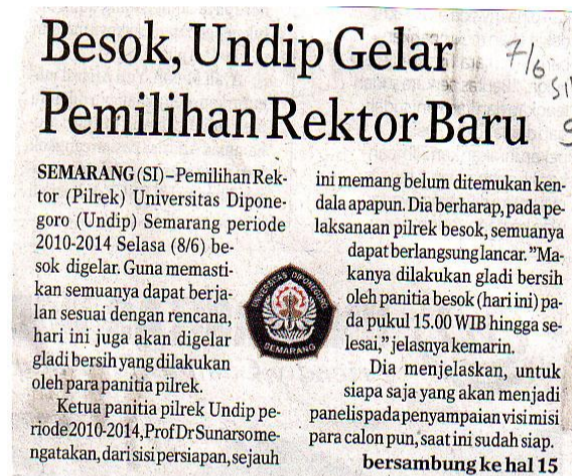 Besok, Undip Gelar
Pemilihan Rektor Baru
7/6
SI
SEMARANG (SI) – Pemilihan Rek-
tor (Pilrek) Universitas Dipone-
goro (Undip) Semarang periode
2010-2014 Selasa (8/6) be-
sok digelar. Guna memasti-
kan semuanya dapat berja-
lan sesuai dengan rencana,
hari ini juga akan digelar
gladi bersih yang dilakukan
oleh para panitia pilrek.
Ketua panitia pilrek Undip pe-
riode 2010-2014, Prof Dr Sunarso me-
ngatakan, dari sisi persiapan, sejauh
ini memang belum ditemukan ken-
dala apapun. Dia berharap, pada pe-
laksanaan pilrek besok, semuanya
dapat berlangsung lancar. "Ma-
kanya dilakukan gladi bersih
oleh panitia besok (hari ini) pa-
da pukul 15.00 WIB hingga se-
lesai," jelasnya kemarin.
Dia menjelaskan, untuk
siapa saja yang akan menjadi
panelis pada penyampaian visi misi
para calon pun, saat ini sudah siap.
bersambung ke hal 15
UNIVERSITAS DIPONEGORO
SEMARANG